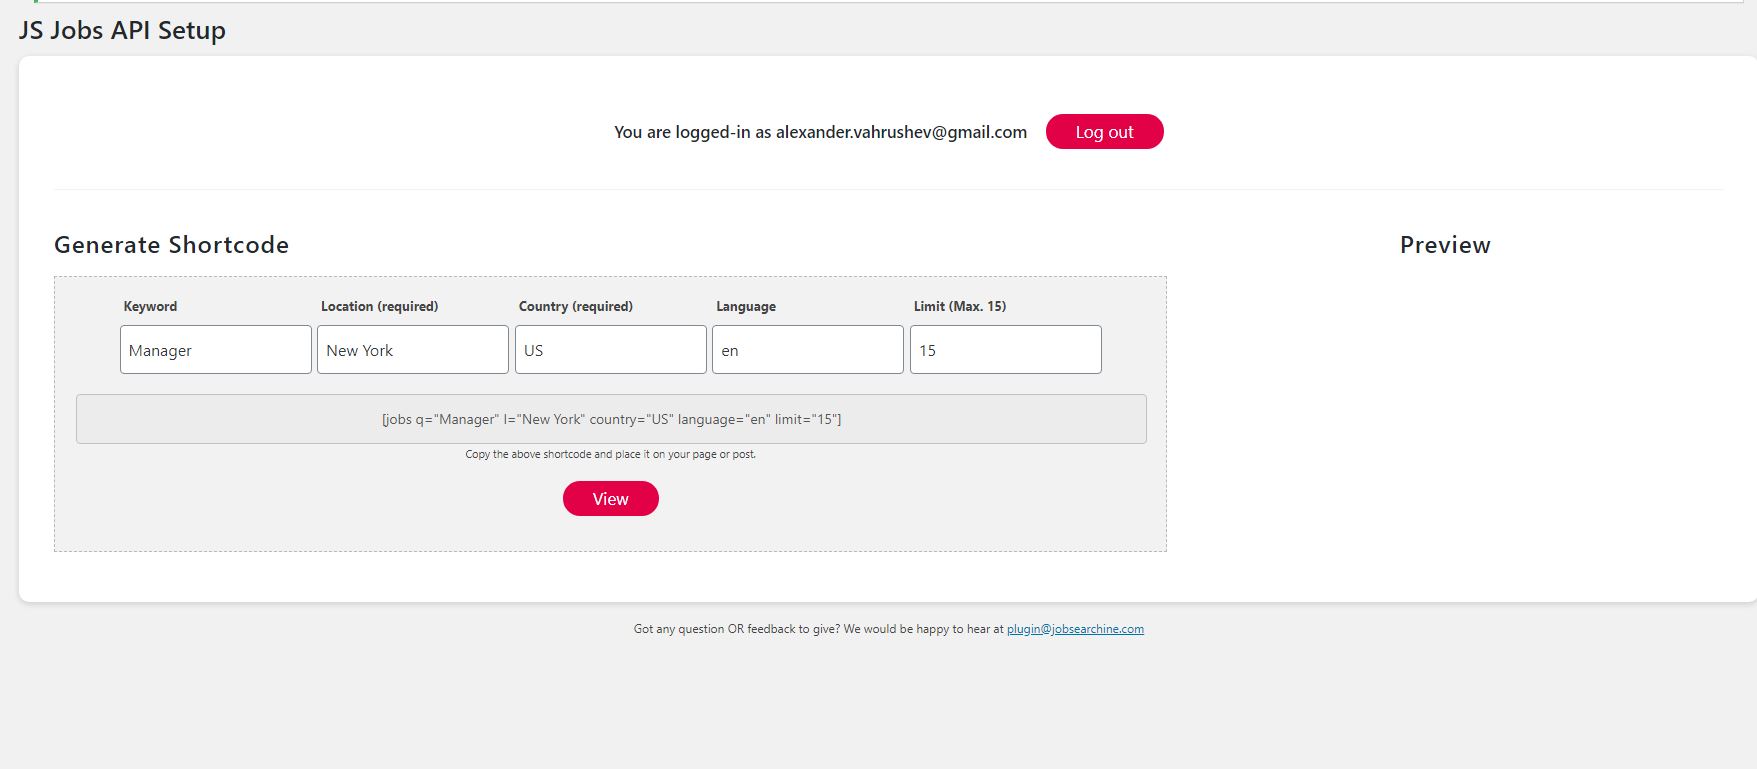 JS Jobs API Setup
You are logged-in as alexander.vahrushev@gmail.com Log out
Generate Shortcode
Preview
Keyword Location (required) Country (required) Language Limit (Max. 15)
Manager New York US en 15
[jobs q="Manager" l="New York" country="US" language="en" limit="15"]
Copy the above shortcode and place it on your page or post.
View
Got any question OR feedback to give? We would be happy to hear at plugin@jobsearchine.com